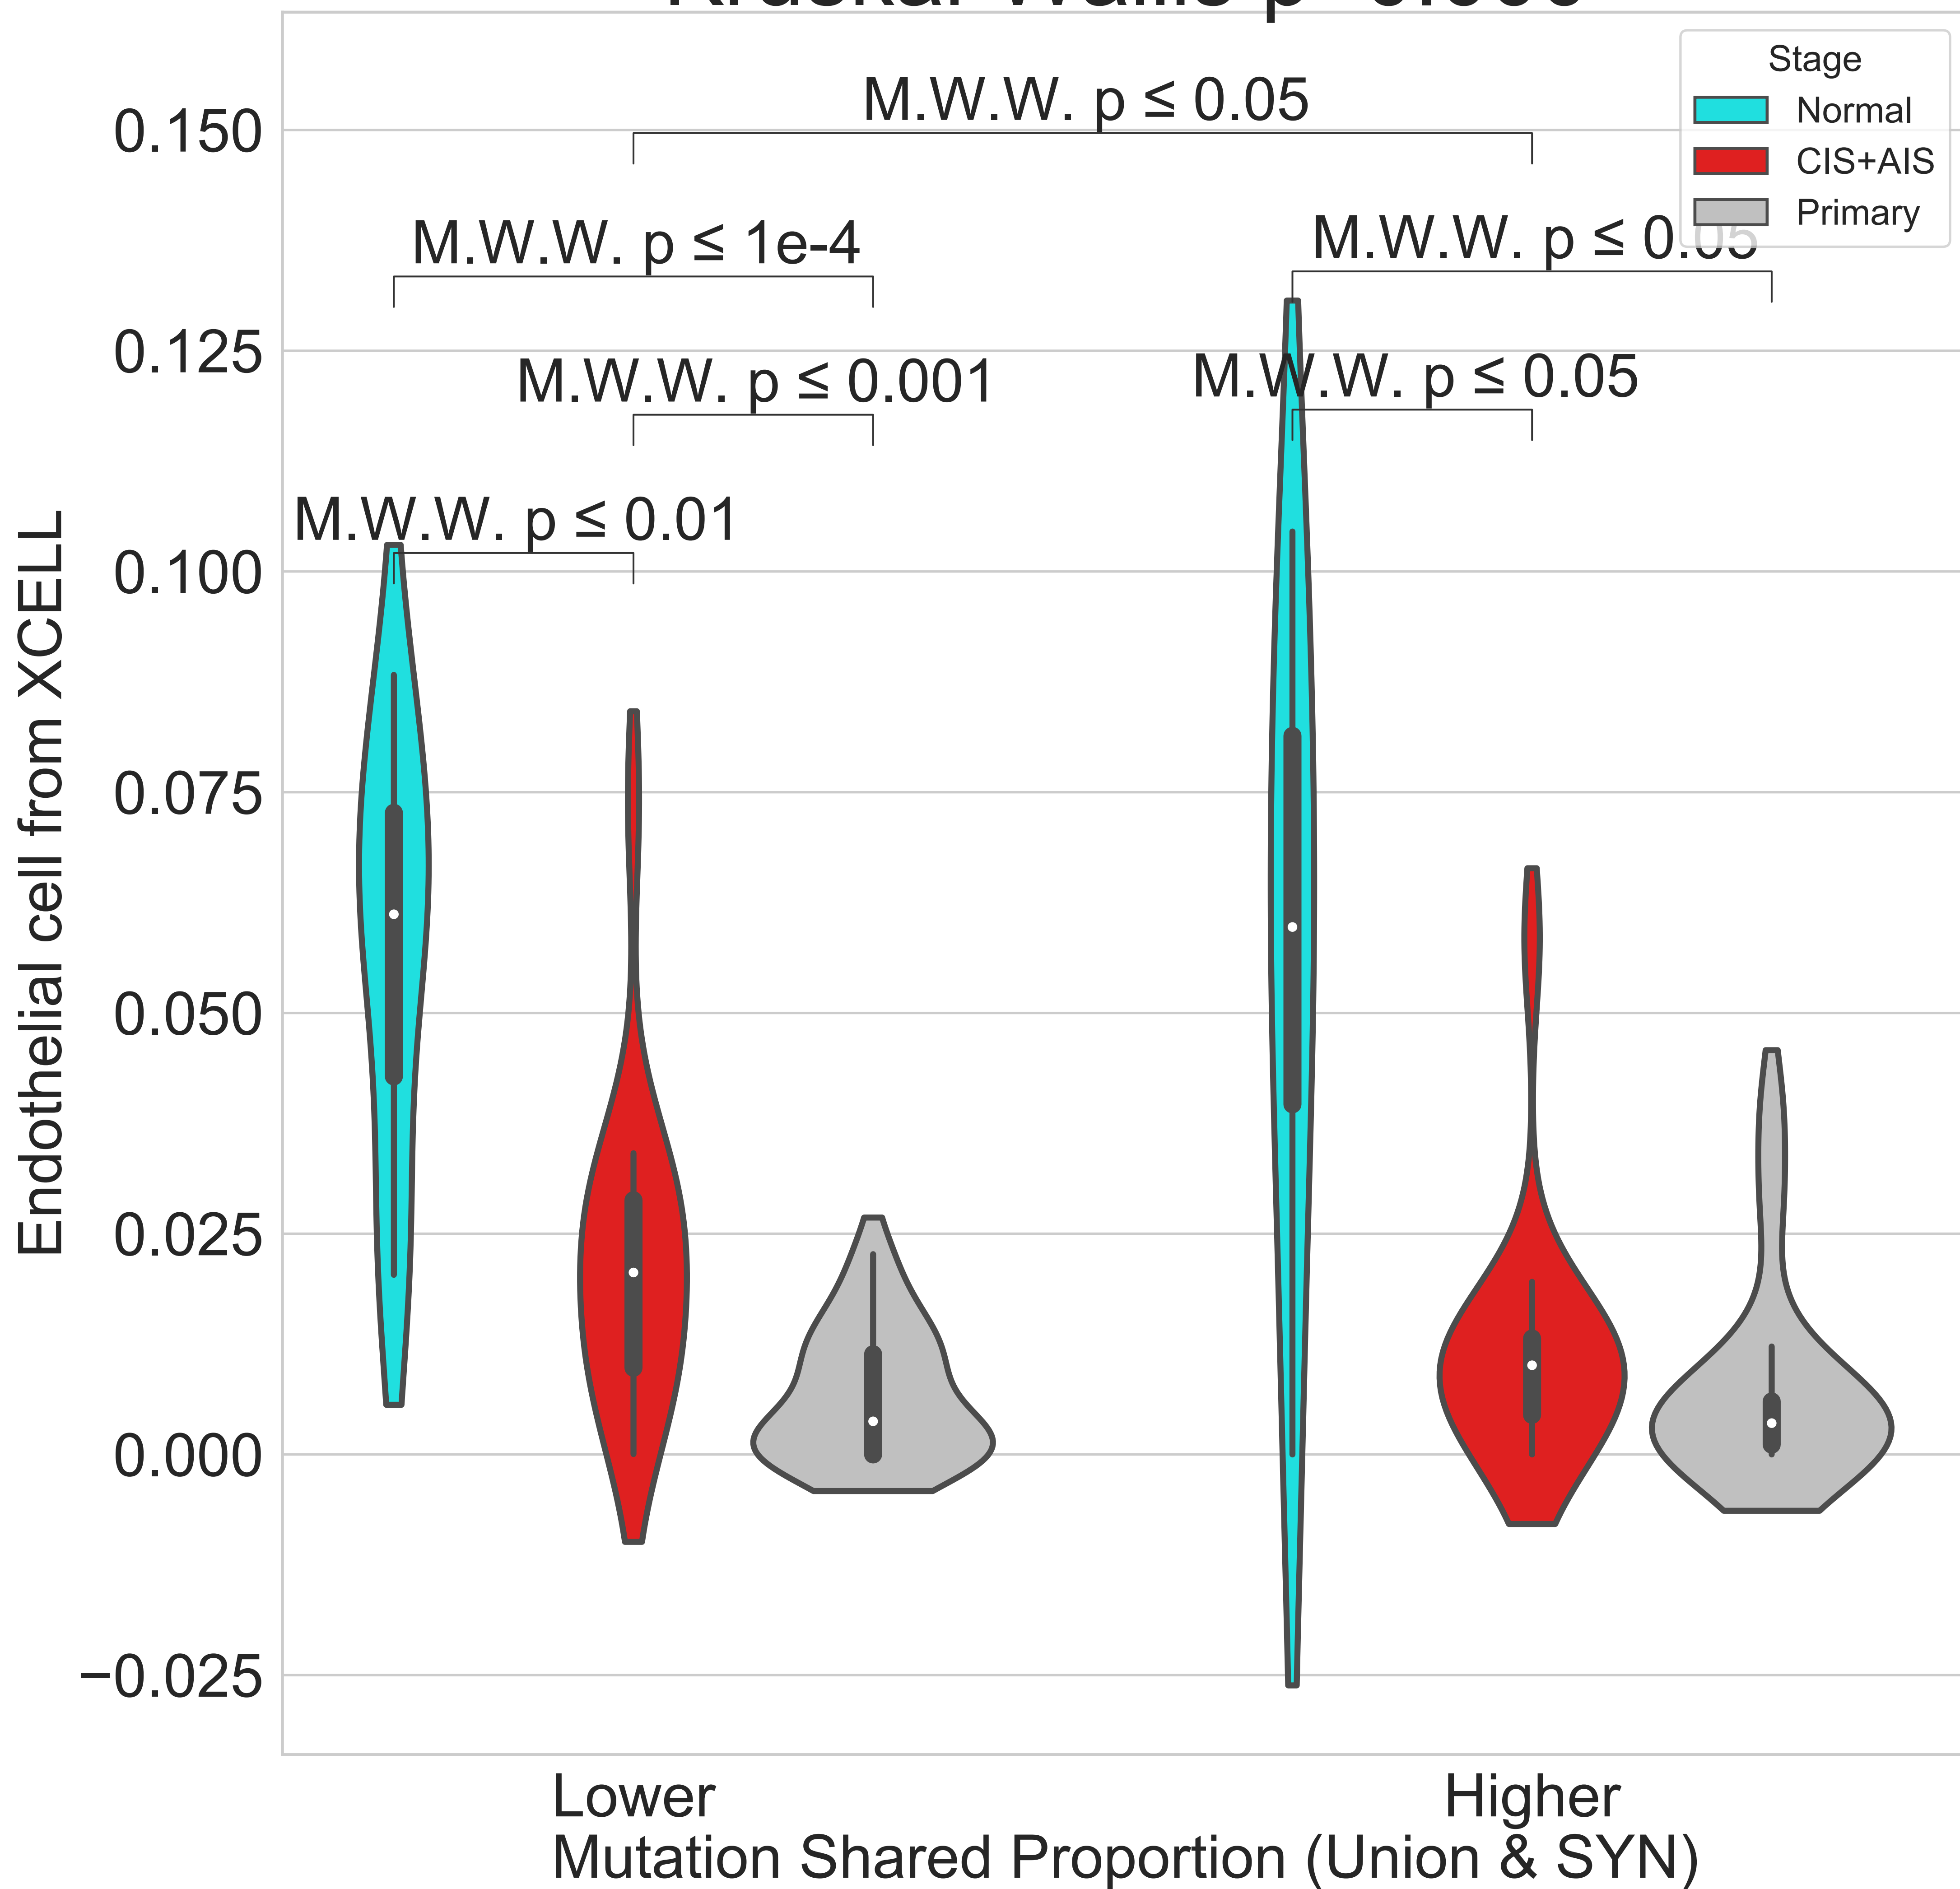 Stage
Normal
CIS+AIS
Primary
M.W.W. p ≤ 0.05
M.W.W. p ≤ 1e-4
M.W.W. p ≤ 0.05
M.W.W. p ≤ 0.001
M.W.W. p ≤ 0.05
M.W.W. p ≤ 0.01
0.150
0.125
0.100
0.075
0.050
0.025
0.000
−0.025
Endothelial cell from XCELL
Lower
Higher
Mutation Shared Proportion (Union & SYN)